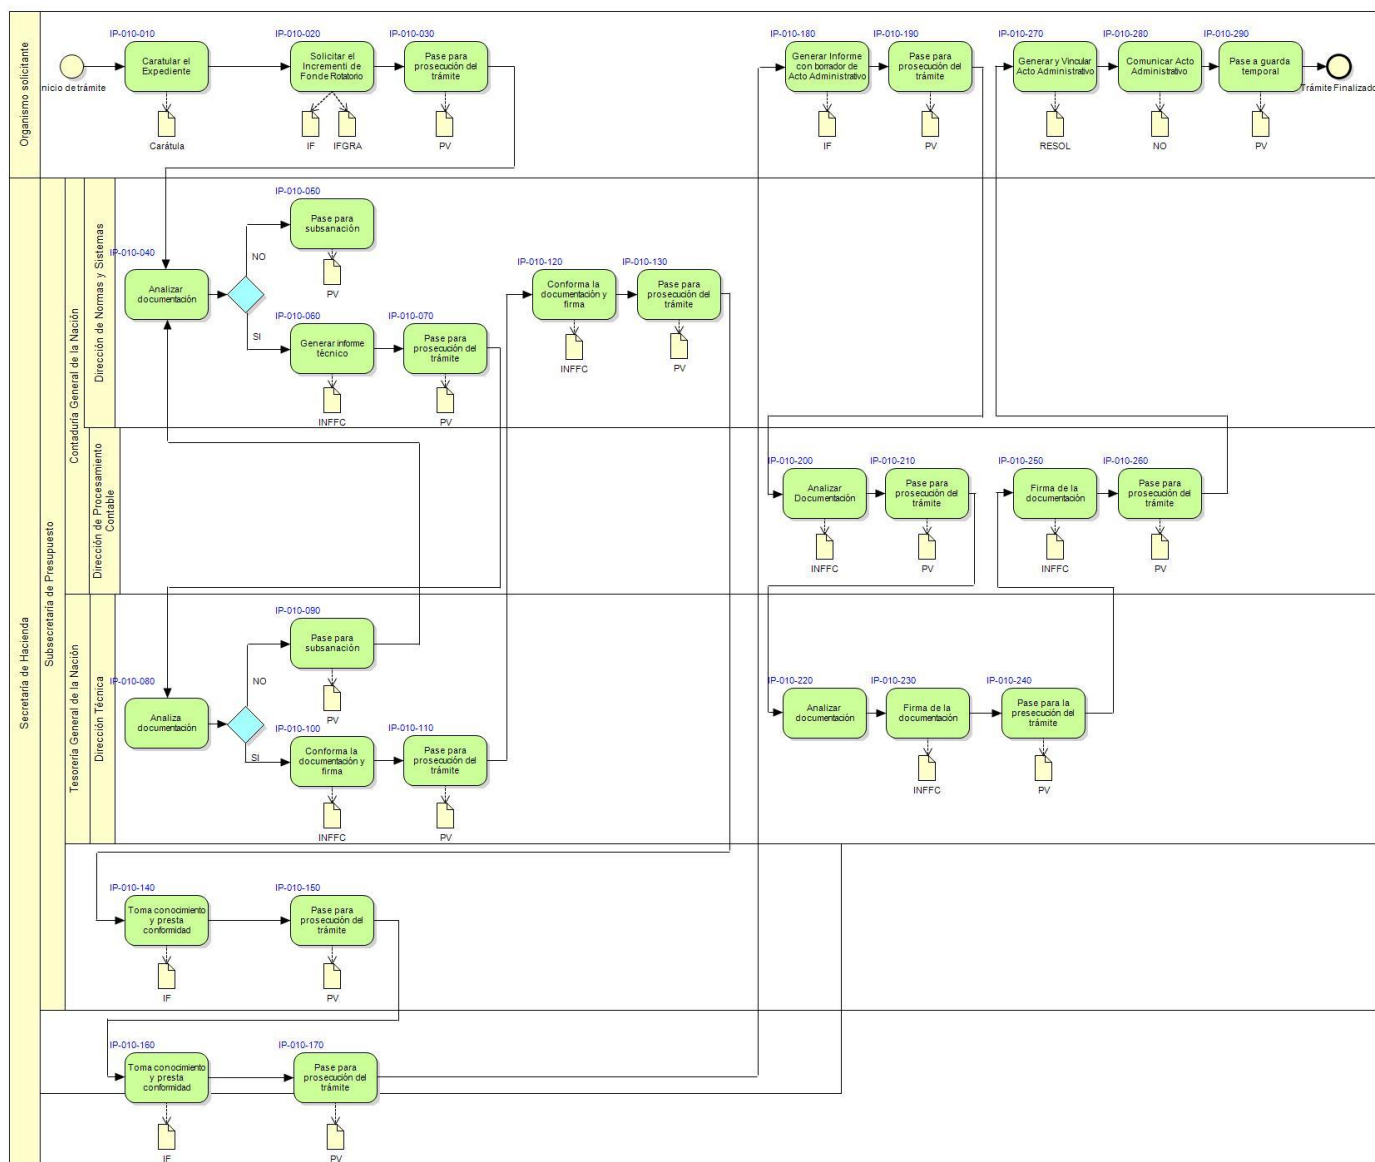 Organismo solicitante
Inicio de trámite
IP-010-010
Caratular el
Expediente
Carátula
IP-010-020
Solicitar el
Incrementi de
Fonde Rotatorio
IF
IFGRA
IP-010-030
Pase para
prosecución del
trámite
PV
IP-010-180
Generar Informe
con borrador de
Acto Administrativo
IF
IP-010-190
Pase para
prosecución del
trámite
PV
IP-010-270
Generar y Vincular
Acto Administrativo
RESOL
IP-010-280
Comunicar Acto
Administrativo
NO
IP-010-290
Pase a guarda
temporal
PV
Trámite Finalizado
Secretaría de Hacienda
Subsecretaría de Presupuesto
Contaduría General de la Nación
Dirección de Normas y Sistemas
IP-010-040
Analizar
documentación
NO
SI
IP-010-050
Pase para
subsanación
PV
IP-010-060
Generar informe
técnico
INFFC
IP-010-070
Pase para
prosecución del
trámite
PV
IP-010-120
Conforma la
documentación y
firma
INFFC
IP-010-130
Pase para
prosecución del
trámite
PV
Dirección de Procesamiento
Contable
IP-010-200
Analizar
Documentación
INFFC
IP-010-210
Pase para
prosecución del
trámite
PV
IP-010-250
Firma de la
documentación
INFFC
IP-010-260
Pase para
prosecución del
trámite
PV
Tesorería General de la Nación
Dirección Técnica
IP-010-080
Analiza
documentación
NO
SI
IP-010-090
Pase para
subsanación
PV
IP-010-100
Conforma la
documentación y
firma
INFFC
IP-010-110
Pase para
prosecución del
trámite
PV
IP-010-220
Analizar
documentación
IP-010-230
Firma de la
documentación
INFFC
IP-010-240
Pase para la
presecución del
trámite
PV
IP-010-140
Toma conocimiento
y presta
conformidad
IF
IP-010-150
Pase para
prosecución del
trámite
PV
IP-010-160
Toma conocimiento
y presta
conformidad
IF
IP-010-170
Pase para
prosecución del
trámite
PV